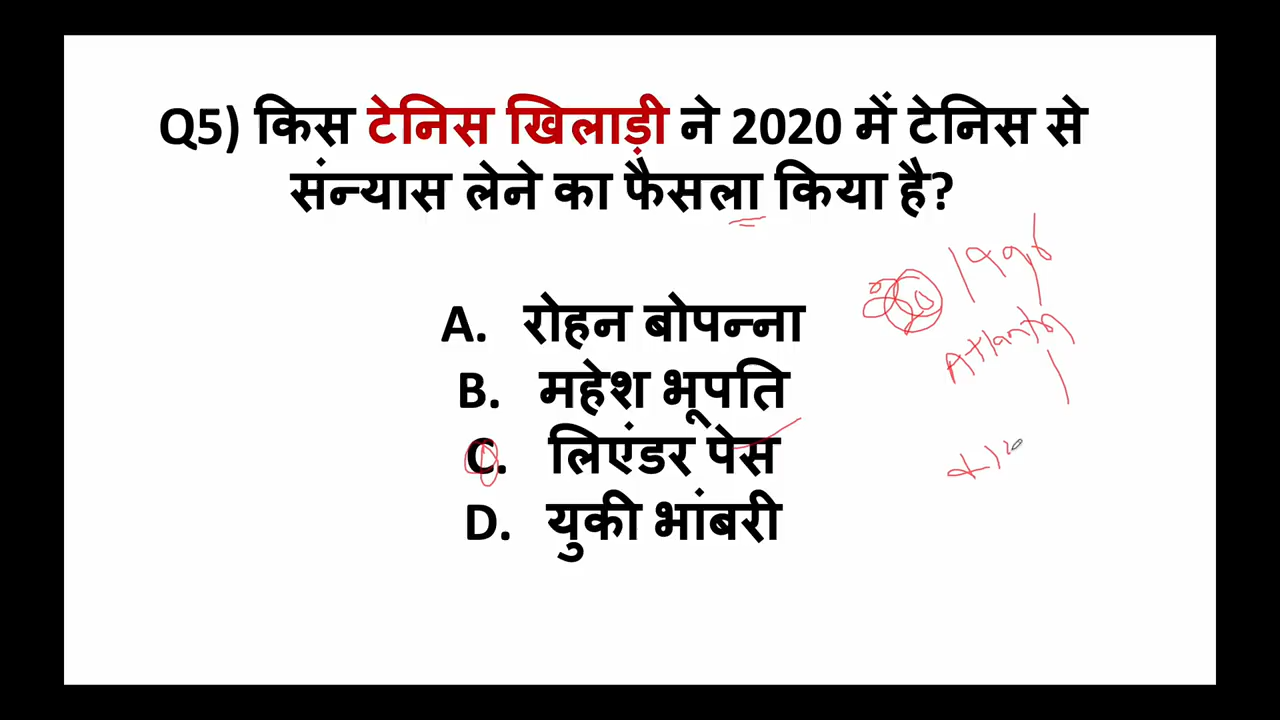 Q5) किस टेनिस खिलाड़ी ने 2020 में टेनिस से
संन्यास लेने का फैसला किया है?
1996
Atlanta
A. रोहन बोपन्ना
B. महेश भूपति
C. लिएंडर पेस
D. युकी भांबरी